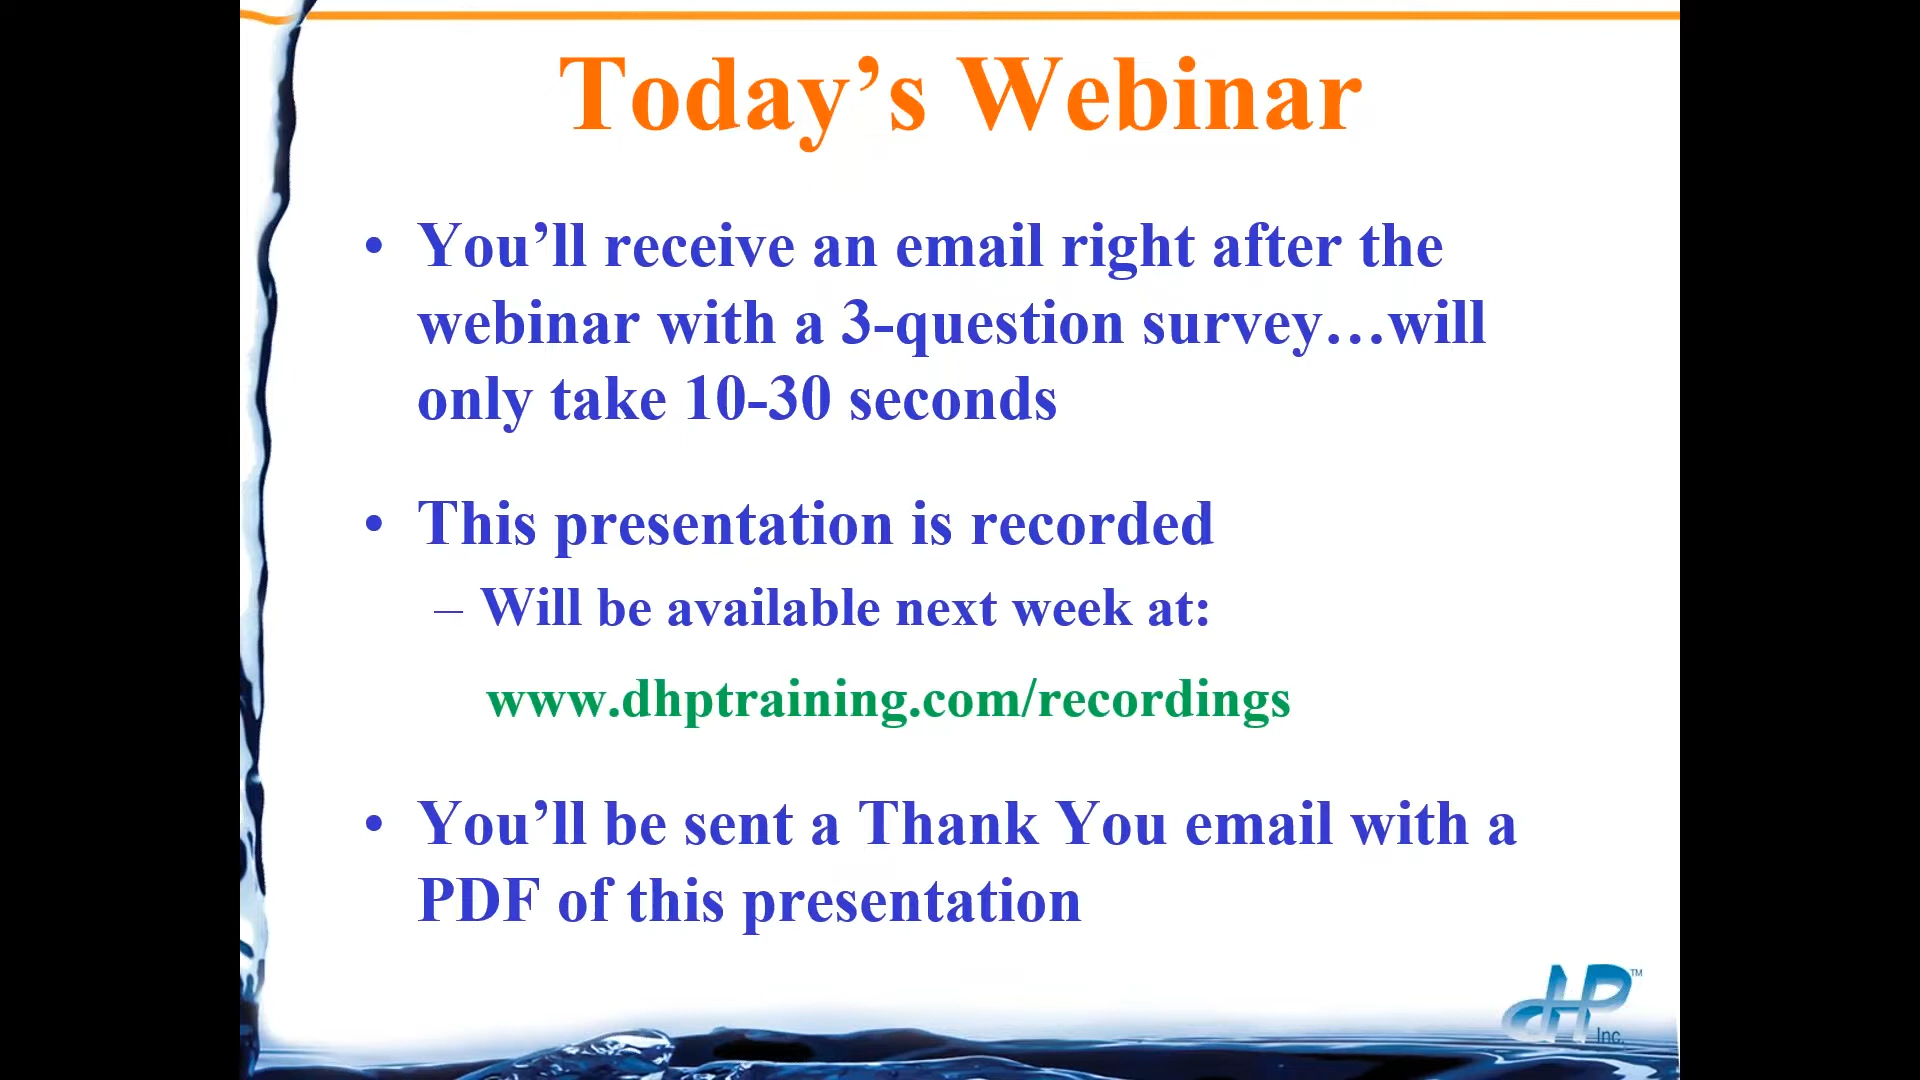 Today’s Webinar
• You’ll receive an email right after the
webinar with a 3-question survey…will
only take 10-30 seconds
• This presentation is recorded
– Will be available next week at:
www.dhptraining.com/recordings
• You’ll be sent a Thank You email with a
PDF of this presentation
dHP™
Inc.